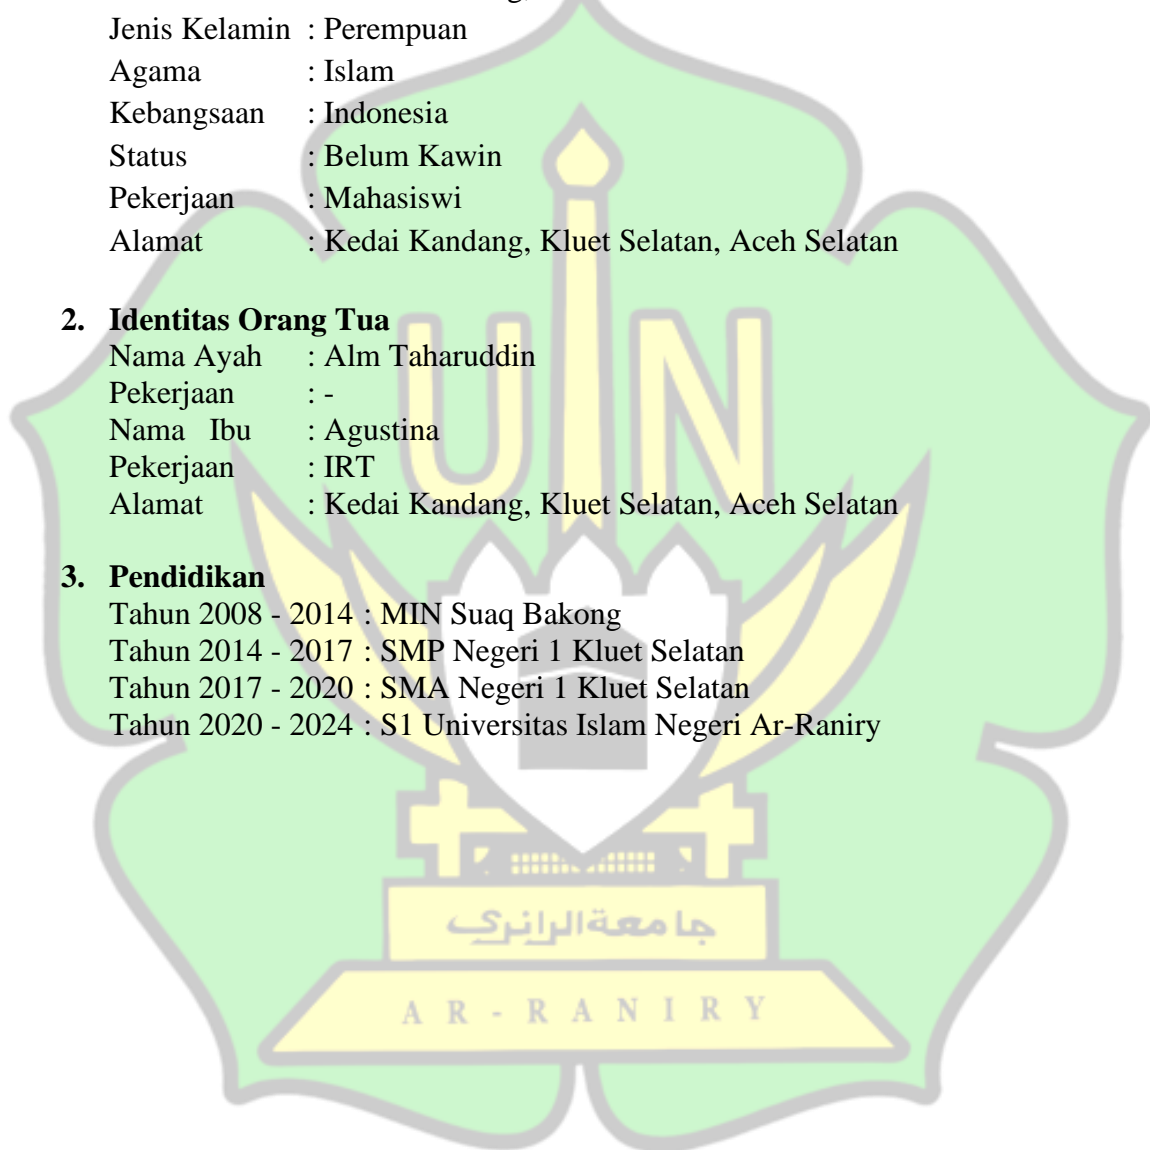 Jenis Kelamin : Perempuan
Agama : Islam
Kebangsaan : Indonesia
Status : Belum Kawin
Pekerjaan : Mahasiswi
Alamat : Kedai Kandang, Kluet Selatan, Aceh Selatan
2. Identitas Orang Tua
Nama Ayah : Alm Taharuddin
Pekerjaan : -
Nama Ibu : Agustina
Pekerjaan : IRT
Alamat : Kedai Kandang, Kluet Selatan, Aceh Selatan
3. Pendidikan
Tahun 2008 - 2014 : MIN Suaq Bakong
Tahun 2014 - 2017 : SMP Negeri 1 Kluet Selatan
Tahun 2017 - 2020 : SMA Negeri 1 Kluet Selatan
Tahun 2020 - 2024 : S1 Universitas Islam Negeri Ar-Raniry
UIN
جامعة الرانري
AR-RANIRY